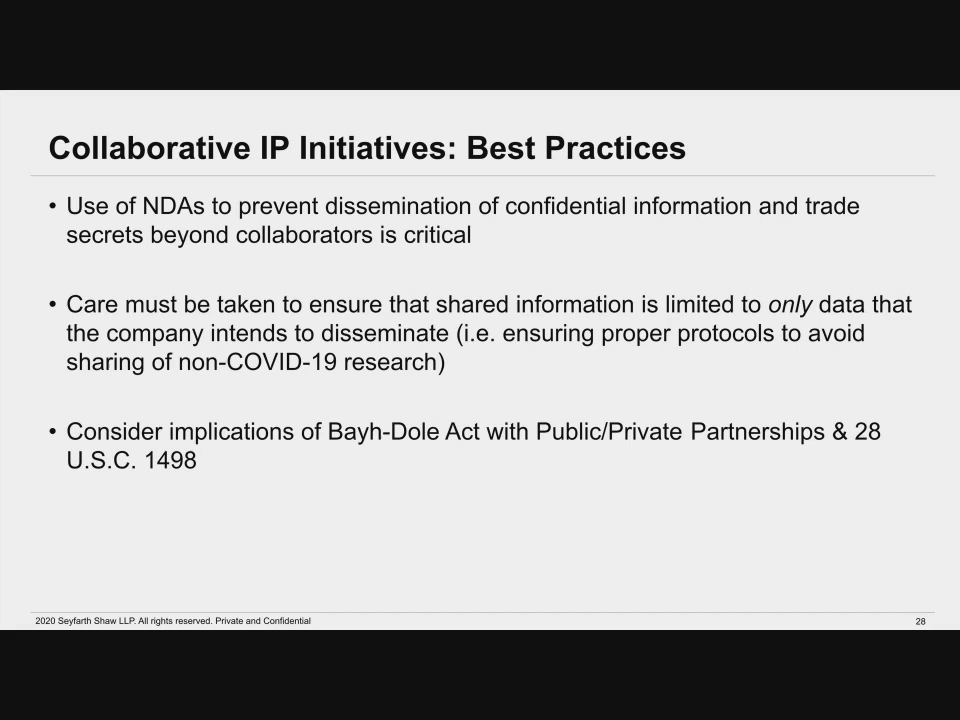 Collaborative IP Initiatives: Best Practices
• Use of NDAs to prevent dissemination of confidential information and trade
secrets beyond collaborators is critical
• Care must be taken to ensure that shared information is limited to only data that
the company intends to disseminate (i.e. ensuring proper protocols to avoid
sharing of non-COVID-19 research)
• Consider implications of Bayh-Dole Act with Public/Private Partnerships & 28
U.S.C. 1498
2020 Seyfarth Shaw LLP. All rights reserved. Private and Confidential
28